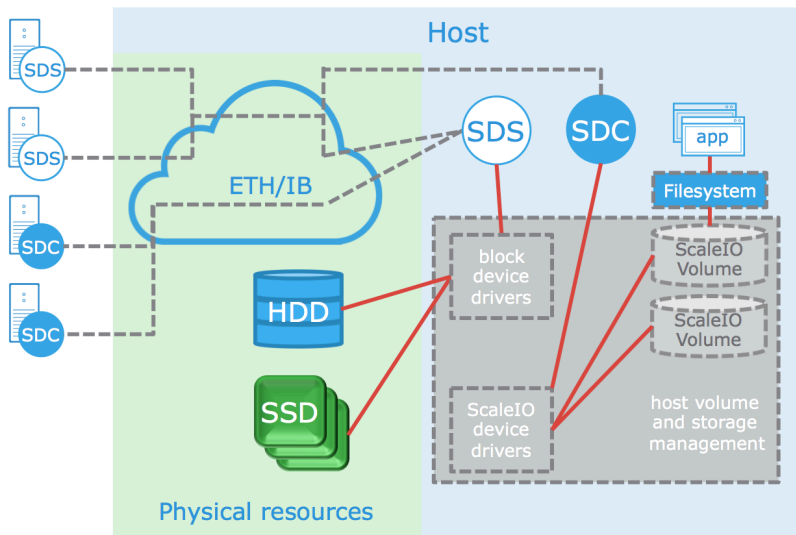 Host
SDS
SDS
SDC
SDC
ETH/IB
SDS
SDC
app
Filesystem
block
device
drivers
ScaleIO
Volume
ScaleIO
Volume
HDD
SSD
ScaleIO
device
drivers
host volume
and storage
management
Physical resources